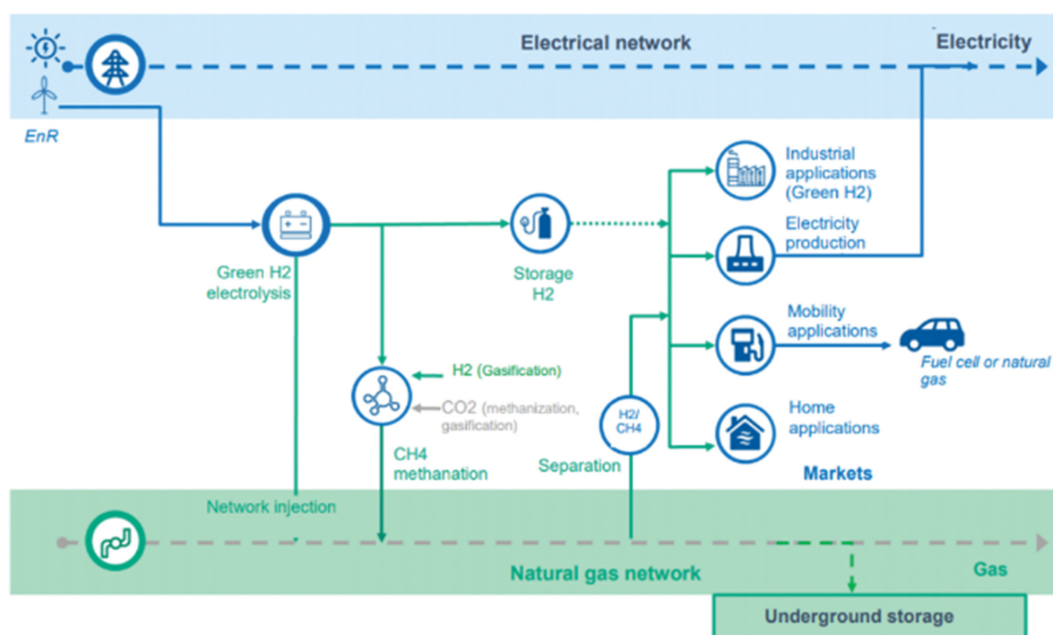 Electrical network
Electricity
EnR
Industrial
applications
(Green H2)
Electricity
production
Green H2
electrolysis
Storage
H2
Mobility
applications
Fuel cell or natural
gas
H2 (Gasification)
CO2 (methanization,
gasification)
H2/
CH4
Home
applications
CH4
methanation
Separation
Markets
Network injection
Natural gas network
Gas
Underground storage